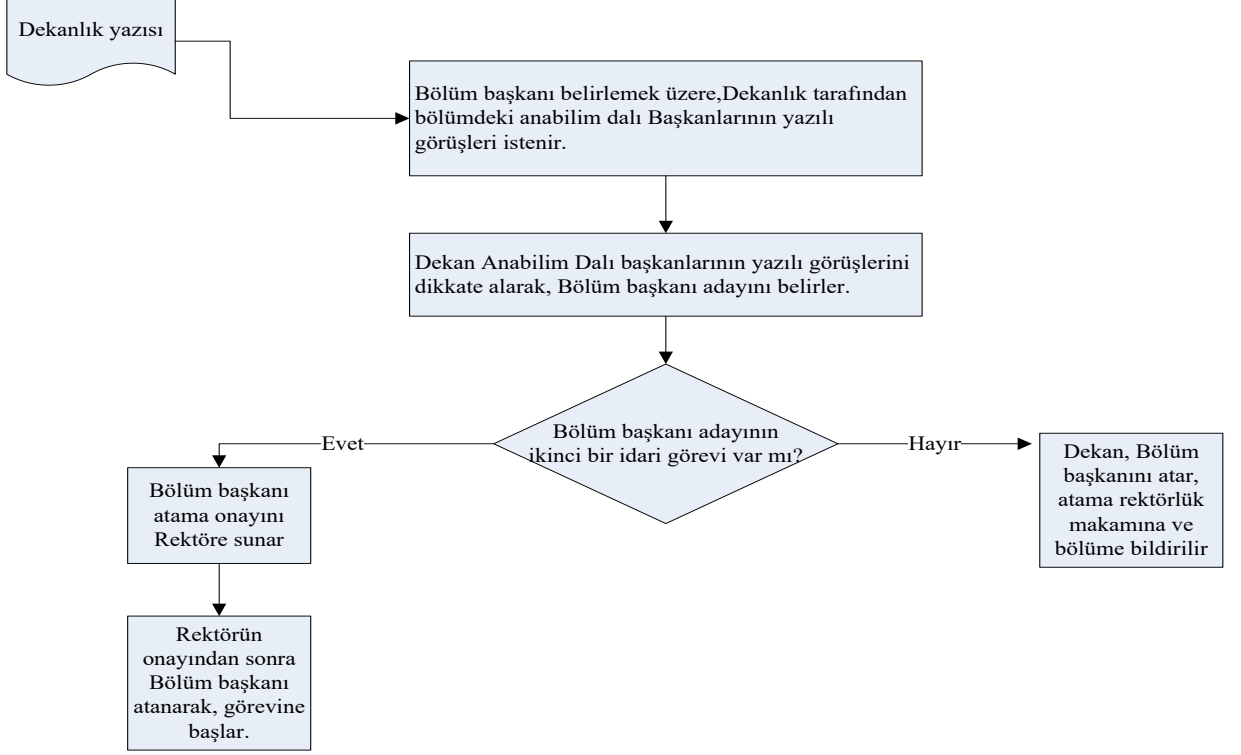 Dekanlık yazısı
Bölüm başkanı belirlemek üzere,Dekanlık tarafından
bölümdeki anabilim dalı Başkanlarının yazılı
görüşleri istenir.
Dekan Anabilim Dalı başkanlarının yazılı görüşlerini
dikkate alarak, Bölüm başkanı adayını belirler.
Bölüm başkanı adayının
ikinci bir idari görevi var mı?
Evet
Hayır
Bölüm başkanı
atama onayını
Rektöre sunar
Dekan, Bölüm
başkanını atar,
atama rektörlük
makamına ve
bölüme bildirilir
Rektörün
onayından sonra
Bölüm başkanı
atanarak, görevine
başlar.